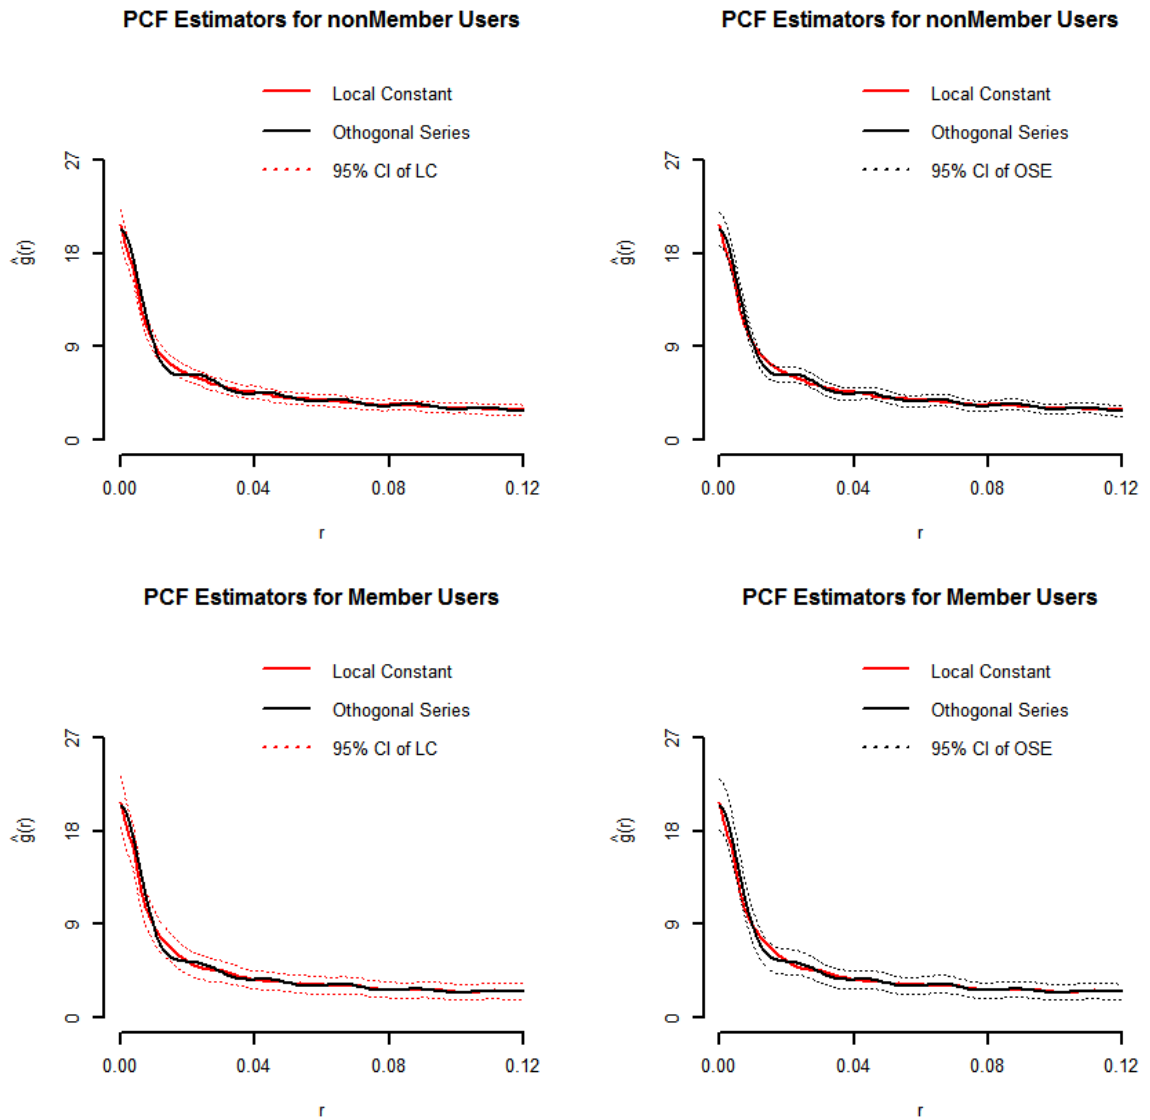 PCF Estimators for nonMember Users
Local Constant
Othogonal Series
95% CI of LC
27
18
9
0
ĝ(r)
0.00 0.04 0.08 0.12
r
PCF Estimators for nonMember Users
Local Constant
Othogonal Series
95% CI of OSE
27
18
9
0
ĝ(r)
0.00 0.04 0.08 0.12
r
PCF Estimators for Member Users
Local Constant
Othogonal Series
95% CI of LC
27
18
9
0
ĝ(r)
0.00 0.04 0.08 0.12
r
PCF Estimators for Member Users
Local Constant
Othogonal Series
95% CI of OSE
27
18
9
0
ĝ(r)
0.00 0.04 0.08 0.12
r